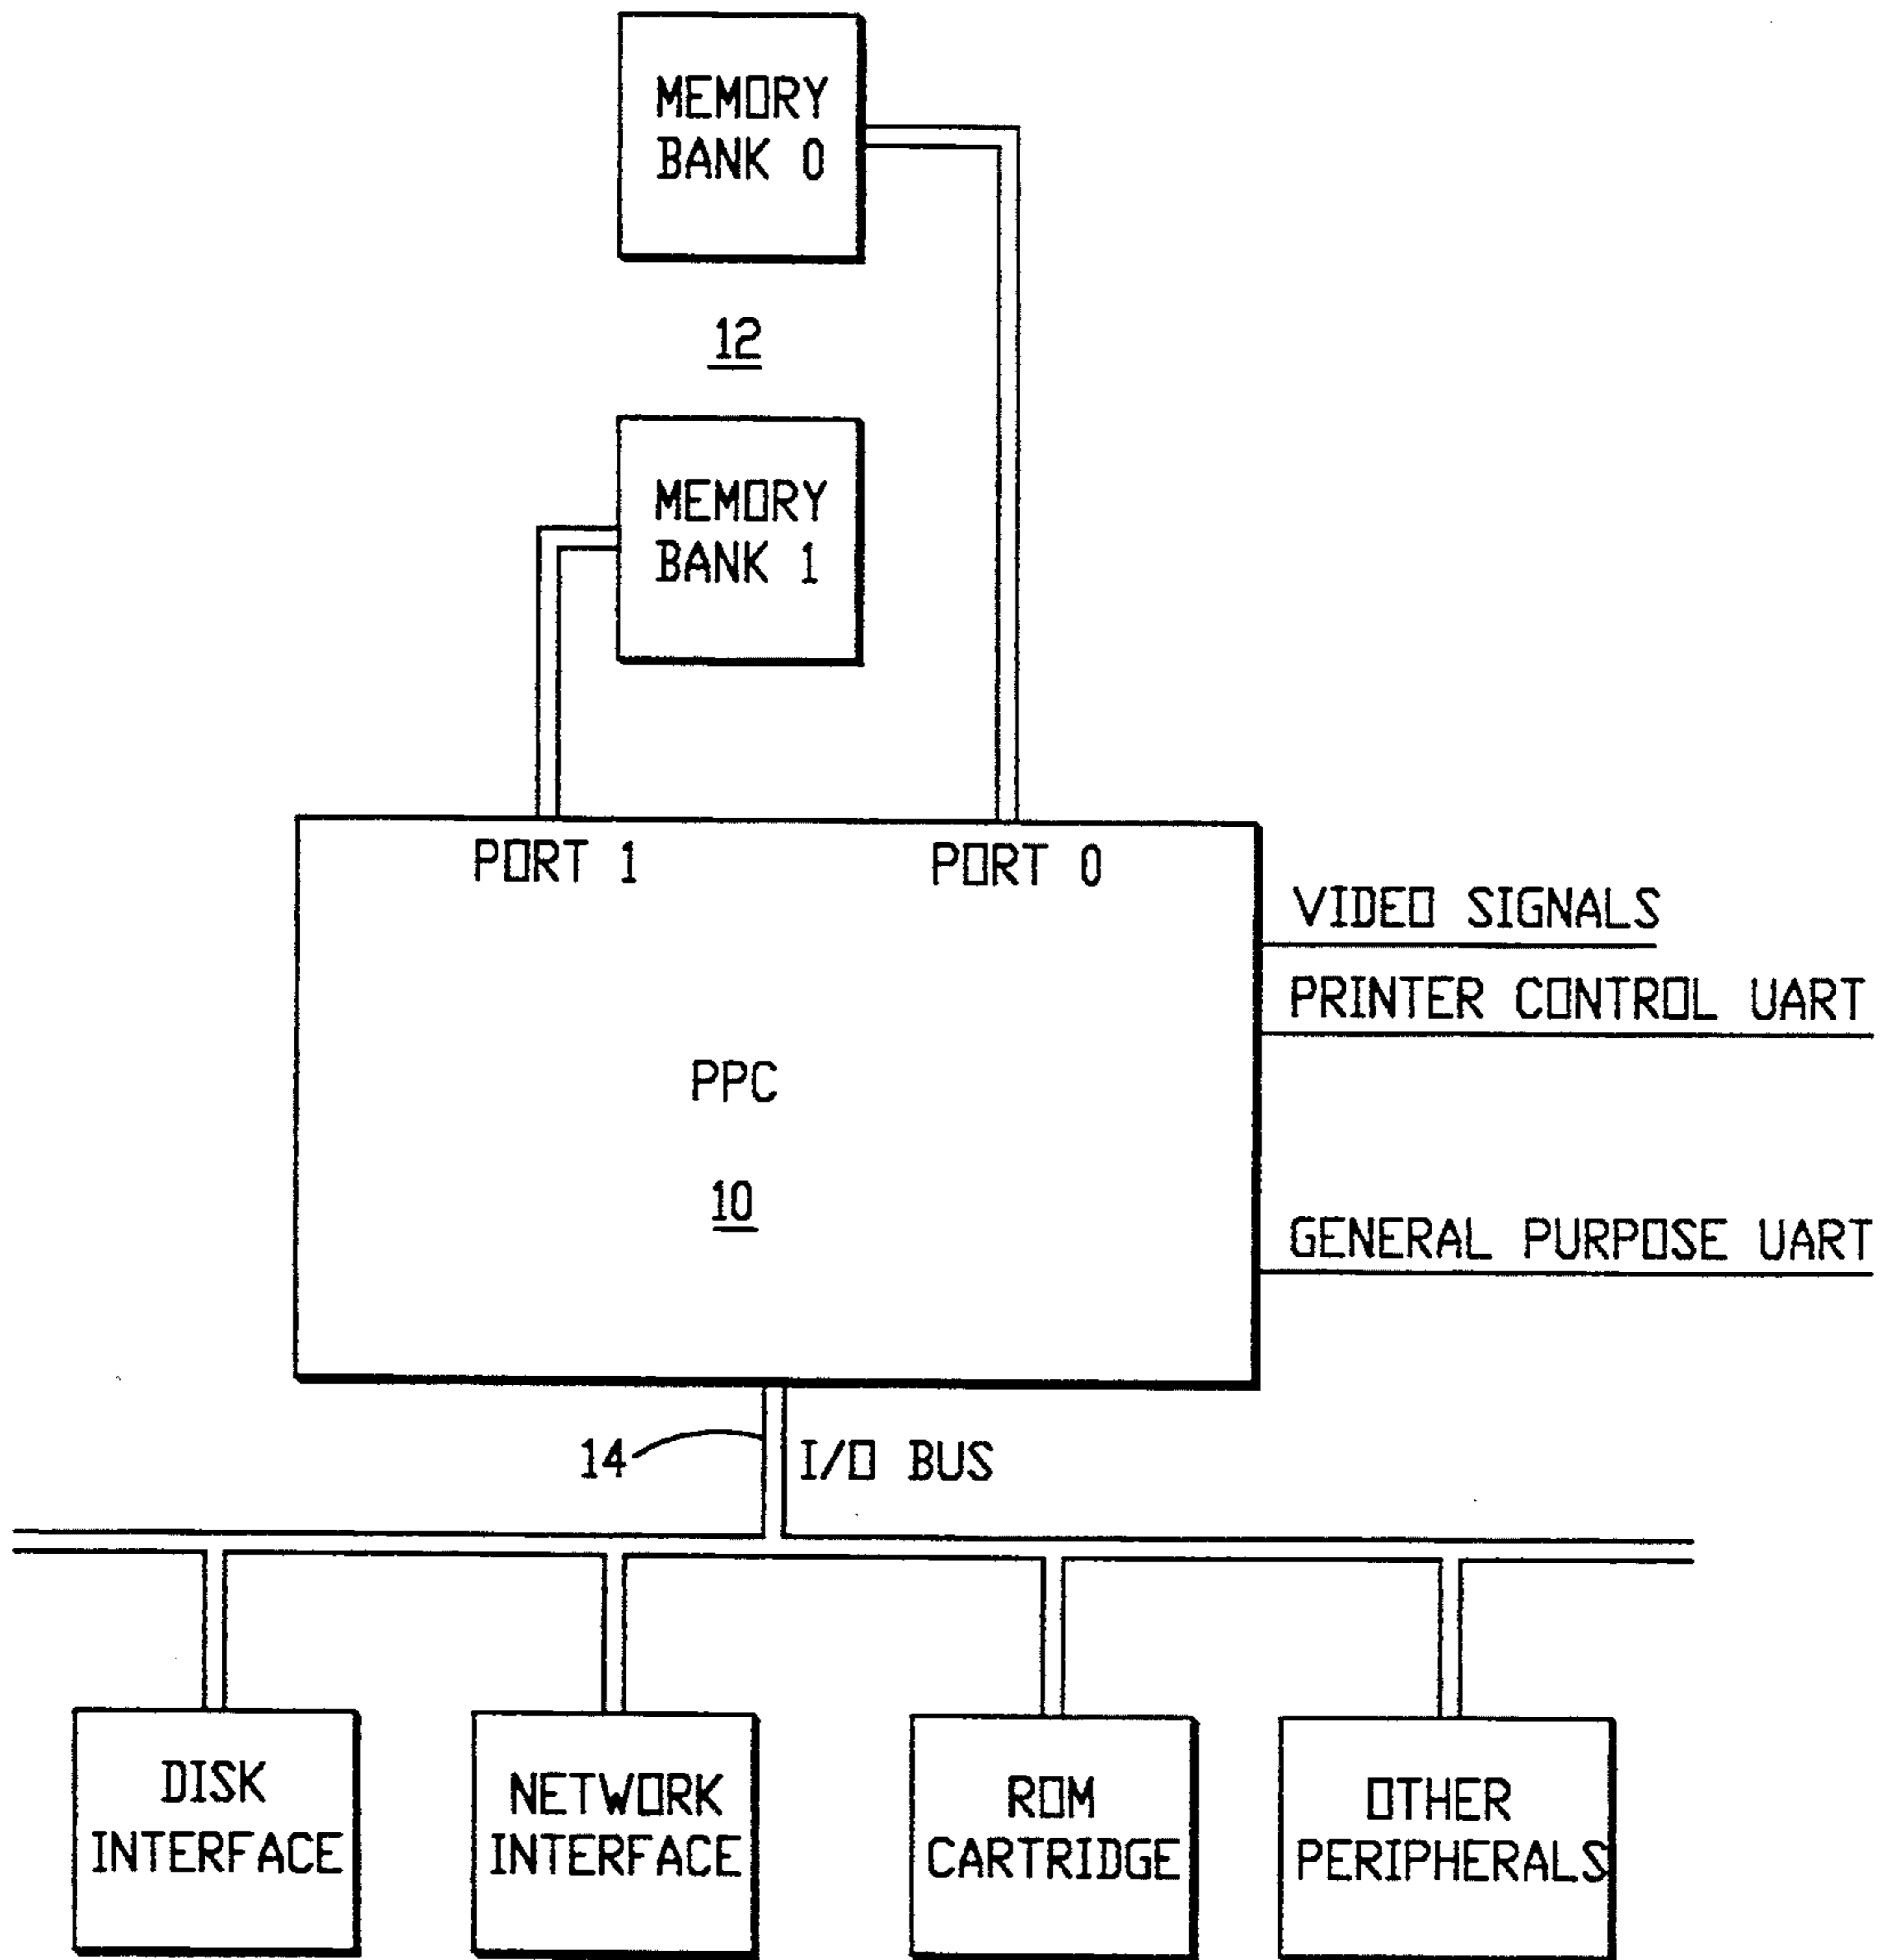 MEMORY
BANK 0
12
MEMORY
BANK 1
PORT 1
PORT 0
VIDEO SIGNALS
PRINTER CONTROL UART
PPC
10
GENERAL PURPOSE UART
14
I/O BUS
DISK
INTERFACE
NETWORK
INTERFACE
ROM
CARTRIDGE
OTHER
PERIPHERALS